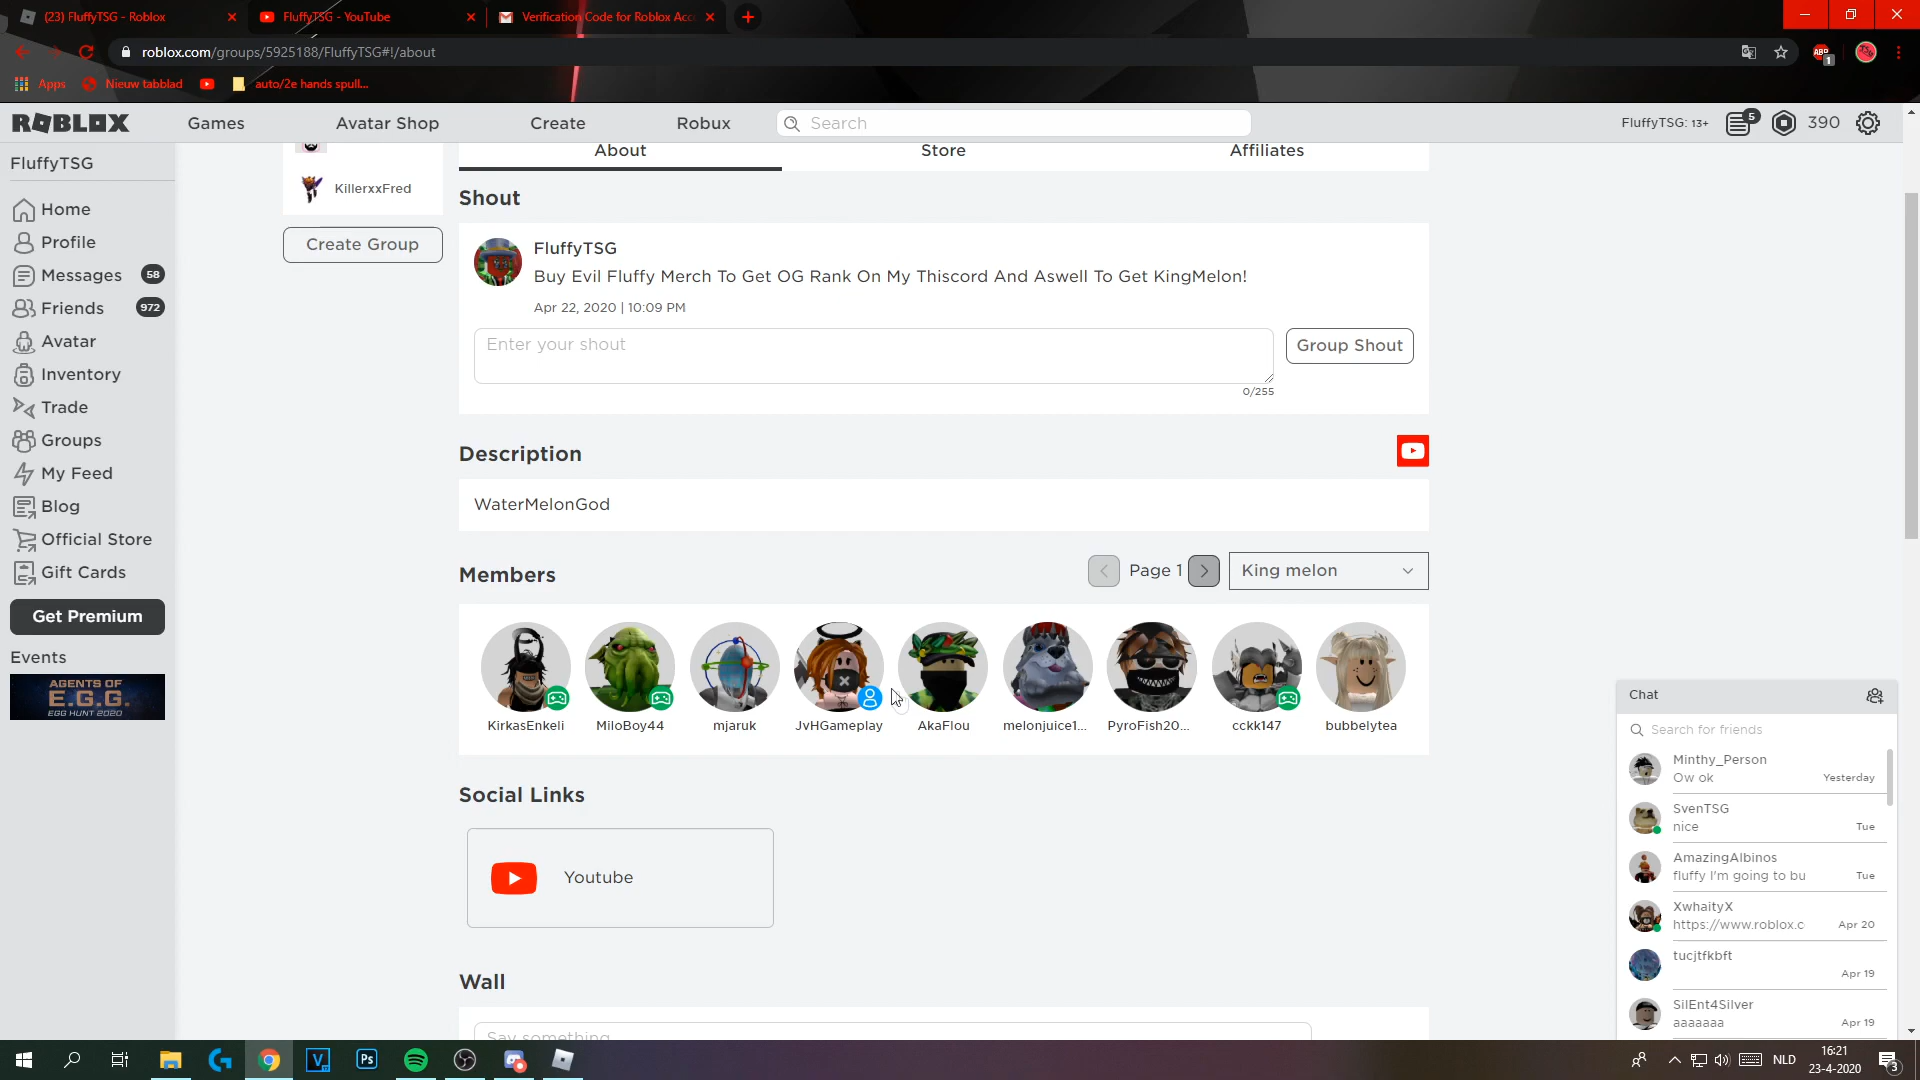 (23) FluffyTSG - Roblox
FluffyTSG - YouTube
Verification Code for Roblox Acc
roblox.com/groups/5925188/FluffyTSG#!/about
ABP
1
Apps
Nieuw tabblad
auto/2e hands spull...
ROBLOX
Games
Avatar Shop
Create
Robux
Search
FluffyTSG: 13+
5
390
FluffyTSG
Home
Profile
Messages 58
Friends 972
Avatar
Inventory
Trade
Groups
My Feed
Blog
Official Store
Gift Cards
Get Premium
Events
AGENTS OF
E.G.G.
EGG HUNT 2020
KillerxxFred
Create Group
About
Store
Affiliates
Shout
FluffyTSG
Buy Evil Fluffy Merch To Get OG Rank On My Thiscord And Aswell To Get KingMelon!
Apr 22, 2020 | 10:09 PM
Enter your shout
Group Shout
0/255
Description
WaterMelonGod
Members
Page 1
King melon
KirkasEnkeli
MiloBoy44
mjaruk
JvHGameplay
AkaFlou
melonjuice1...
PyroFish20...
cckk147
bubbelytea
Social Links
Youtube
Wall
Say something
Chat
Search for friends
Minthy_Person
Ow ok
Yesterday
SvenTSG
nice
Tue
AmazingAlbinos
fluffy I'm going to bu
Tue
XwhaityX
https://www.roblox.c
Apr 20
tucjtfkbft
Apr 19
SilEnt4Silver
aaaaaaa
Apr 19
Ps
NLD
16:21
23-4-2020
3